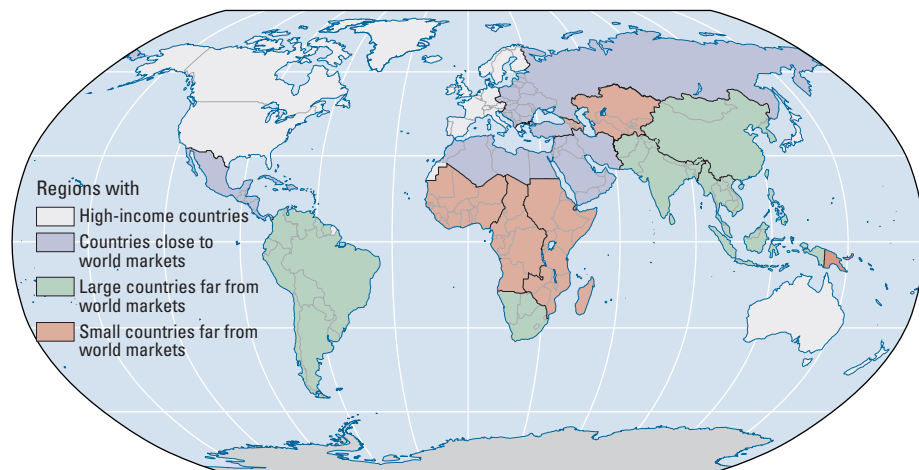 Regions with
High-income countries
Countries close to
world markets
Large countries far from
world markets
Small countries far from
world markets